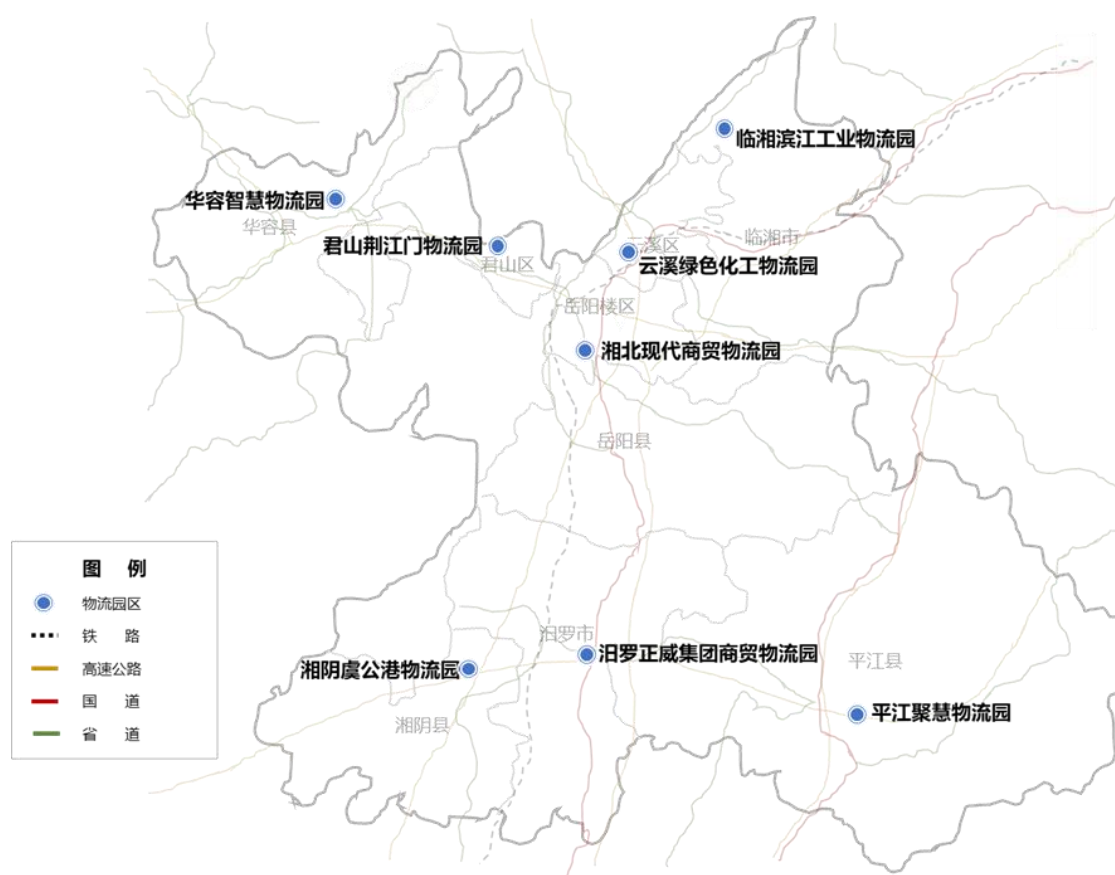 临湘滨江工业物流园
华容智慧物流园
华容县
君山荆江门物流园
君山区
云溪区
临湘市
云溪绿色化工物流园
岳阳楼区
湘北现代商贸物流园
岳阳县
图 例
物流园区
铁 路
高速公路
国 道
省 道
汨罗市
汨罗正威集团商贸物流园
平江县
湘阴虞公港物流园
湘阴县
平江聚慧物流园